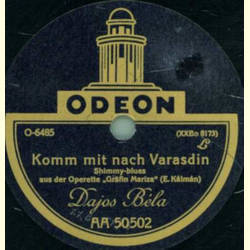 ODEON
O-6485
(XXBo 8173)
Komm mit nach Varasdin
Shimmy-blues
aus der Operette „Gräfin Mariza" (E. Kálmán)
Dajos Béla
AA 50502